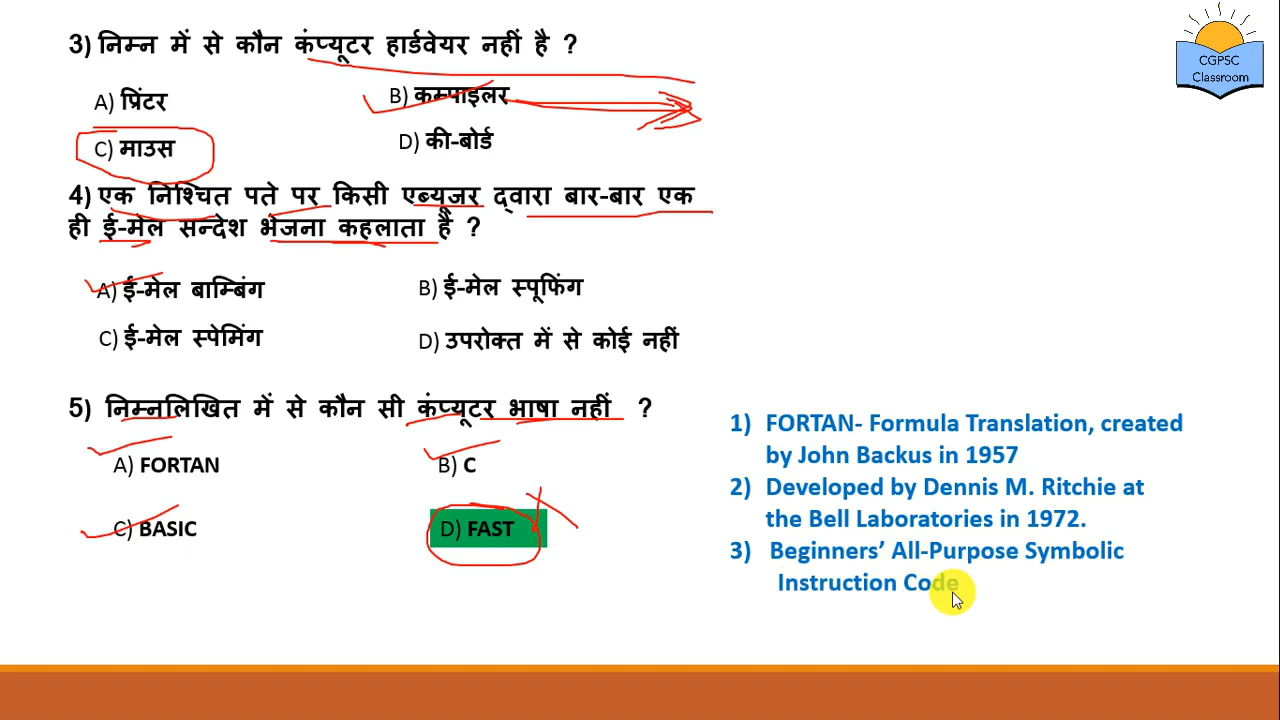 CGPSC
Classroom
3) निम्न में से कौन कंप्यूटर हार्डवेयर नहीं है ?
A) प्रिंटर
B) कम्पाइलर
C) माउस
D) की-बोर्ड
4) एक निश्चित पते पर किसी एब्यूजर द्वारा बार-बार एक
ही ई-मेल सन्देश भेजना कहलाता है ?
A) ई-मेल बाम्बिंग
B) ई-मेल स्पूफिंग
C) ई-मेल स्पेमिंग
D) उपरोक्त में से कोई नहीं
5) निम्नलिखित में से कौन सी कंप्यूटर भाषा नहीं ?
A) FORTAN
B) C
C) BASIC
D) FAST
1) FORTAN- Formula Translation, created
by John Backus in 1957
2) Developed by Dennis M. Ritchie at
the Bell Laboratories in 1972.
3) Beginners’ All-Purpose Symbolic
Instruction Code